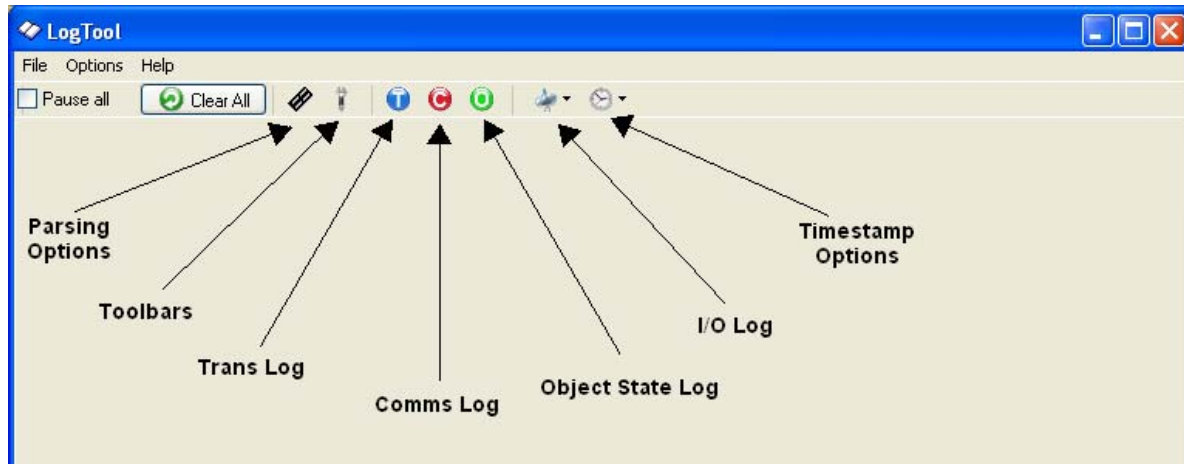 LogTool
File Options Help
Pause all Clear All T C O
Parsing
Options
Timestamp
Options
Toolbars
I/O Log
Trans Log
Object State Log
Comms Log